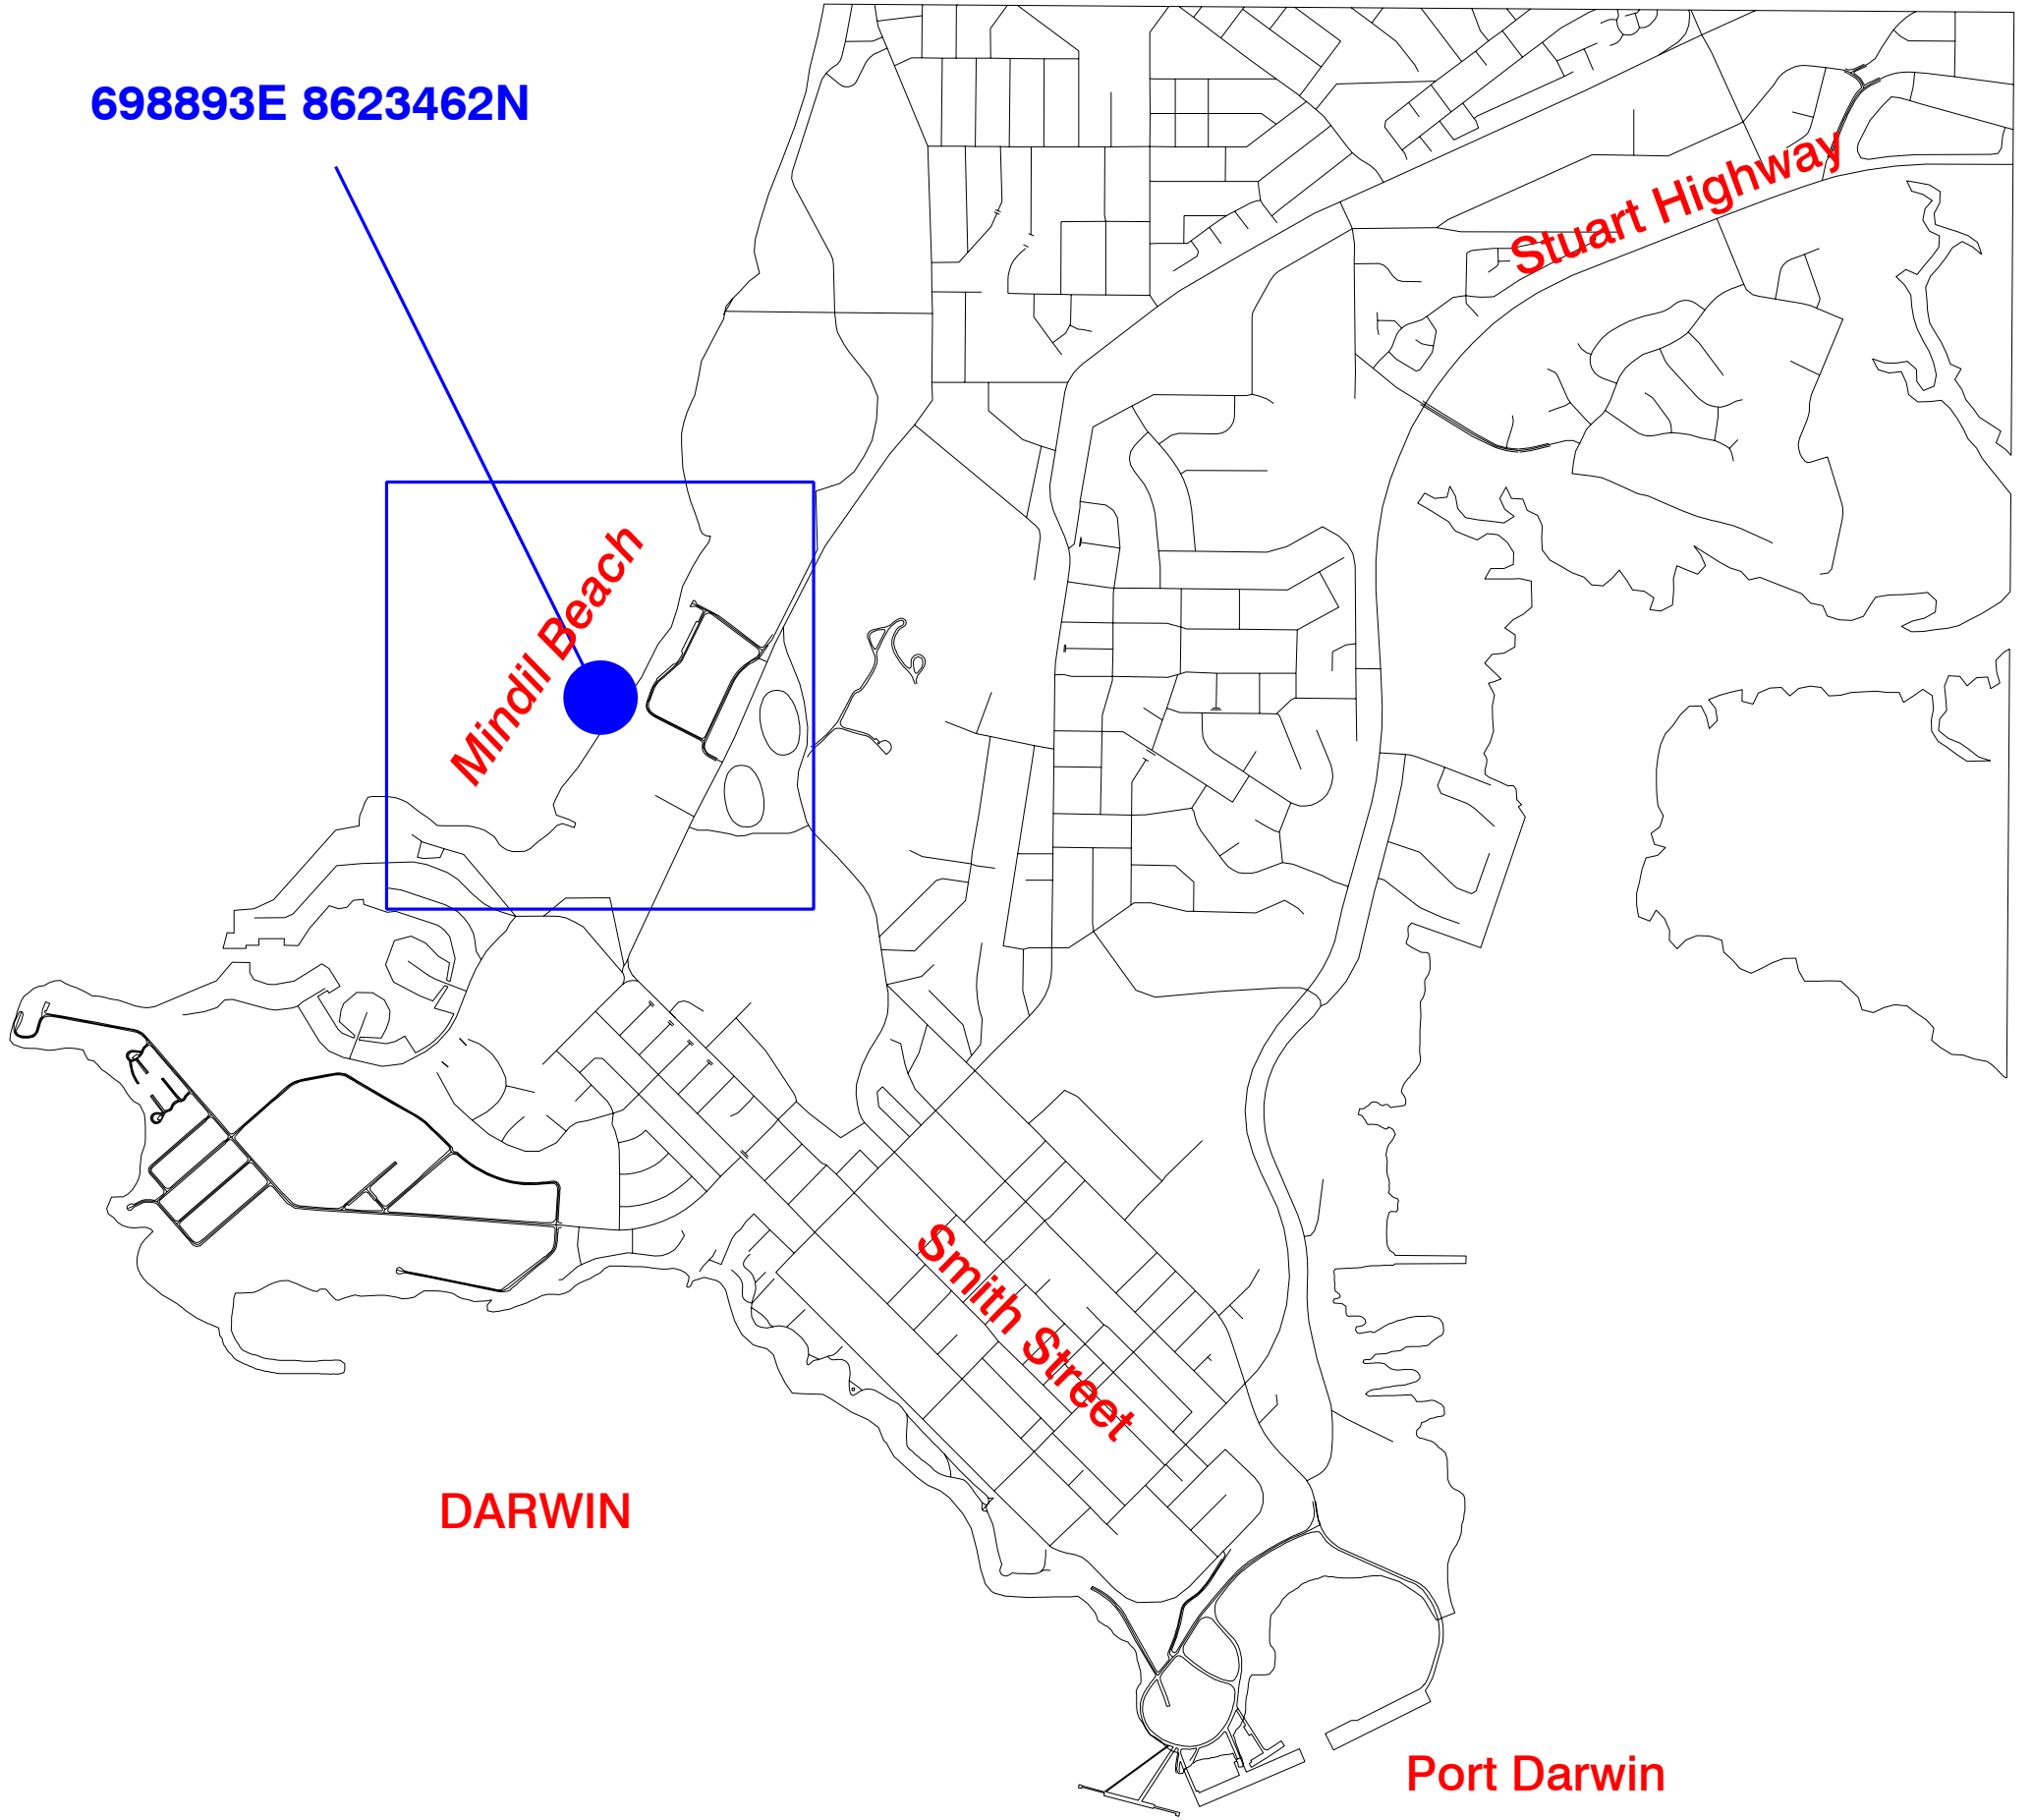 698893E 8623462N
Stuart Highway
Mindil Beach
Smith Street
DARWIN
Port Darwin